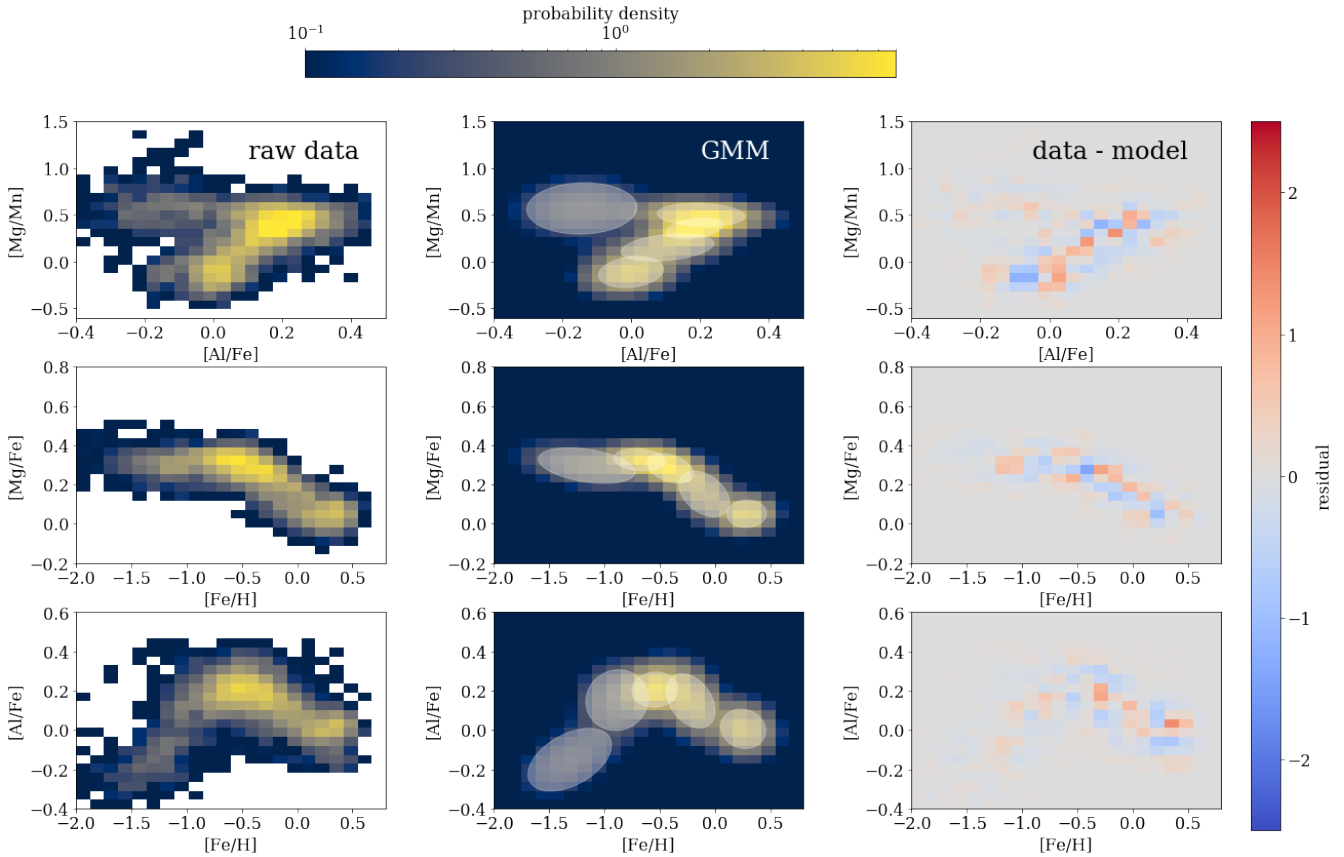 probability density
10⁻¹ 10⁰
1.5 1.0 0.5 0.0 −0.5
[Mg/Mn]
raw data
−0.4 −0.2 0.0 0.2 0.4
[Al/Fe]
1.5 1.0 0.5 0.0 −0.5
[Mg/Mn]
GMM
−0.4 −0.2 0.0 0.2 0.4
[Al/Fe]
1.5 1.0 0.5 0.0 −0.5
[Mg/Mn]
data - model
−0.4 −0.2 0.0 0.2 0.4
[Al/Fe]
0.8 0.6 0.4 0.2 0.0 −0.2
[Mg/Fe]
−2.0 −1.5 −1.0 −0.5 0.0 0.5
[Fe/H]
0.8 0.6 0.4 0.2 0.0 −0.2
[Mg/Fe]
−2.0 −1.5 −1.0 −0.5 0.0 0.5
[Fe/H]
0.8 0.6 0.4 0.2 0.0 −0.2
[Mg/Fe]
−2.0 −1.5 −1.0 −0.5 0.0 0.5
[Fe/H]
0.6 0.4 0.2 0.0 −0.2 −0.4
[Al/Fe]
−2.0 −1.5 −1.0 −0.5 0.0 0.5
[Fe/H]
0.6 0.4 0.2 0.0 −0.2 −0.4
[Al/Fe]
−2.0 −1.5 −1.0 −0.5 0.0 0.5
[Fe/H]
0.6 0.4 0.2 0.0 −0.2 −0.4
[Al/Fe]
−2.0 −1.5 −1.0 −0.5 0.0 0.5
[Fe/H]
2 1 0 −1 −2
residual